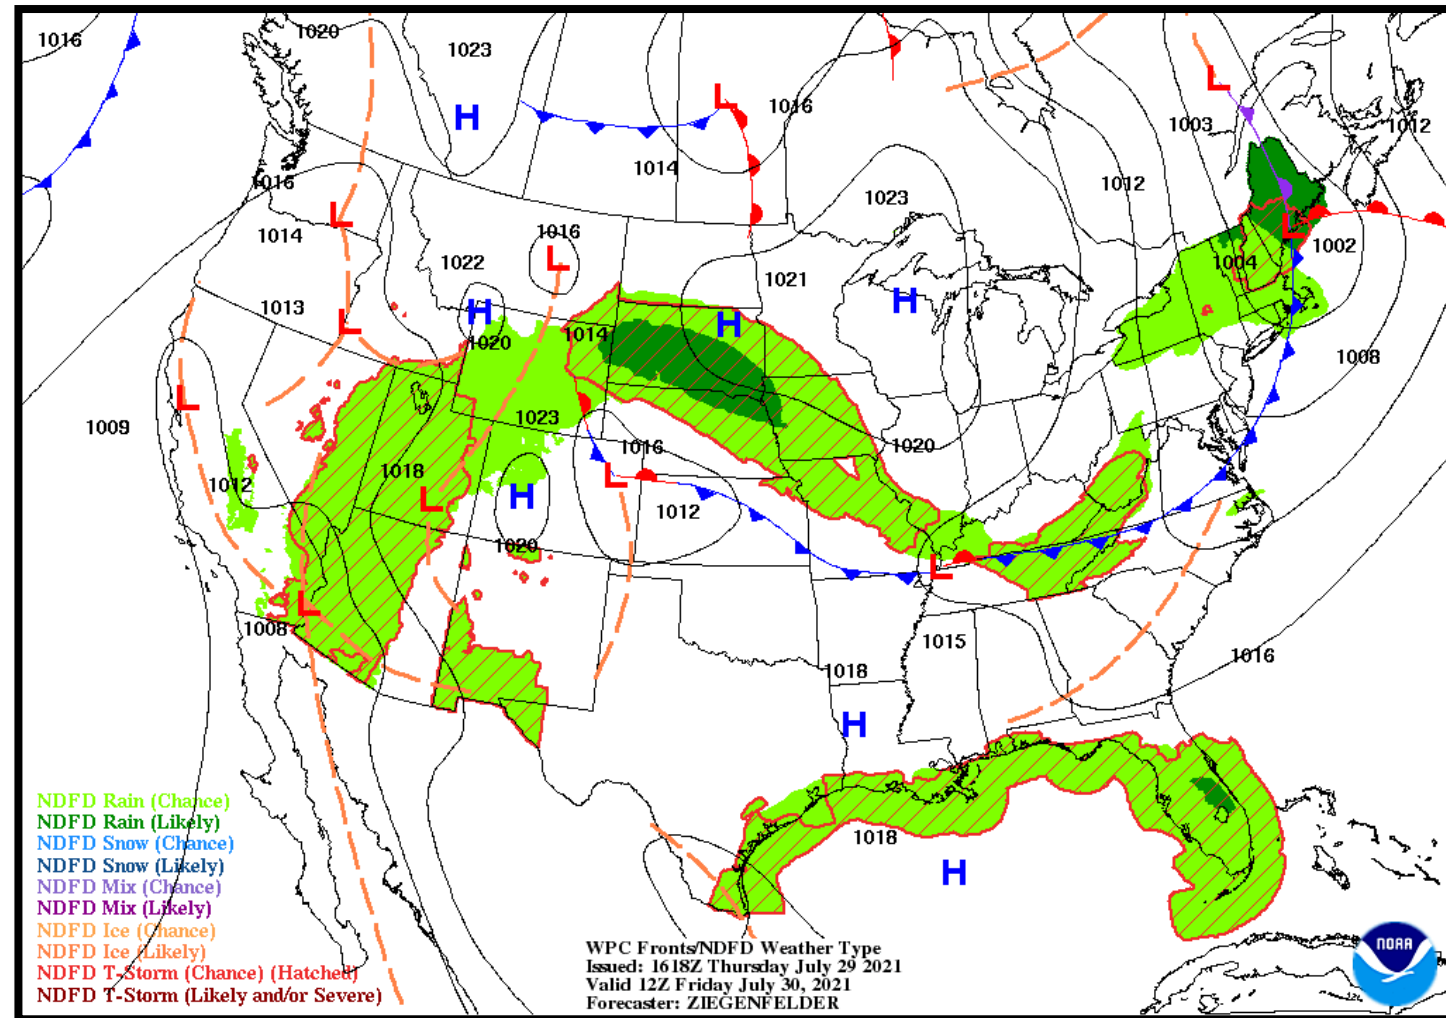 1016
1020
1023
H
L
1016
1003
L
1012
1014
1016
1012
1023
L
1014
1016
1022
L
L
1002
1004
1021
H
H
H
1013
L
1014
1020
1008
L
1009
1023
1016
1020
1018
1012
L
H
L
1012
1020
L
L
1008
1015
1018
1016
H
1018
H
NDFD Rain (Chance)
NDFD Rain (Likely)
NDFD Snow (Chance)
NDFD Snow (Likely)
NDFD Mix (Chance)
NDFD Mix (Likely)
NDFD Ice (Chance)
NDFD Ice (Likely)
NDFD T-Storm (Chance) (Hatched)
NDFD T-Storm (Likely and/or Severe)
WPC Fronts/NDFD Weather Type
Issued: 1618Z Thursday July 29 2021
Valid 12Z Friday July 30, 2021
Forecaster: ZIEGENFELDER
NOAA